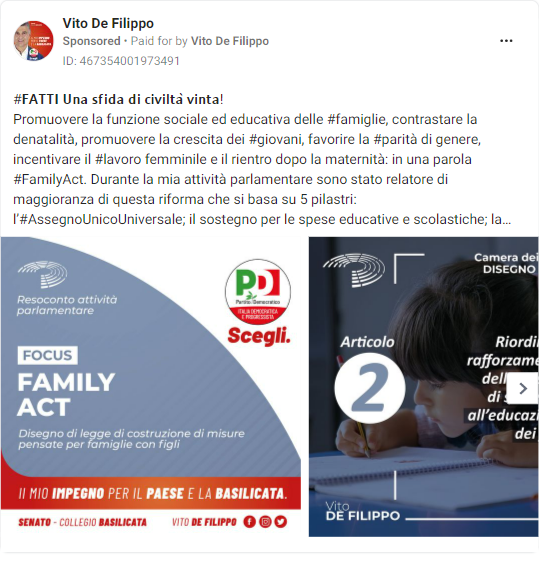 Vito De Filippo
Sponsored • Paid for by Vito De Filippo
ID: 467354001973491
#FATTI Una sfida di civiltà vinta!
Promuovere la funzione sociale ed educativa delle #famiglie, contrastare la
denatalità, promuovere la crescita dei #giovani, favorire la #parità di genere,
incentivare il #lavoro femminile e il rientro dopo la maternità: in una parola
#FamilyAct. Durante la mia attività parlamentare sono stato relatore di
maggioranza di questa riforma che si basa su 5 pilastri:
l'#AssegnoUnicoUniversale; il sostegno per le spese educative e scolastiche; la...
Resoconto attività
parlamentare
PD
Partito Democratico
ITALIA DEMOCRATICA
E PROGRESSISTA
Scegli.
FOCUS
FAMILY
ACT
Disegno di legge di costruzione di misure
pensate per famiglie con figli
Il MIO IMPEGNO PER IL PAESE E LA BASILICATA.
SENATO - COLLEGIO BASILICATA VITO DE FILIPPO
Camera dei
DISEGNO
Articolo
2
Riordi
rafforzame
dell
di s
all'educaz
dei
Vito
DE FILIPPO